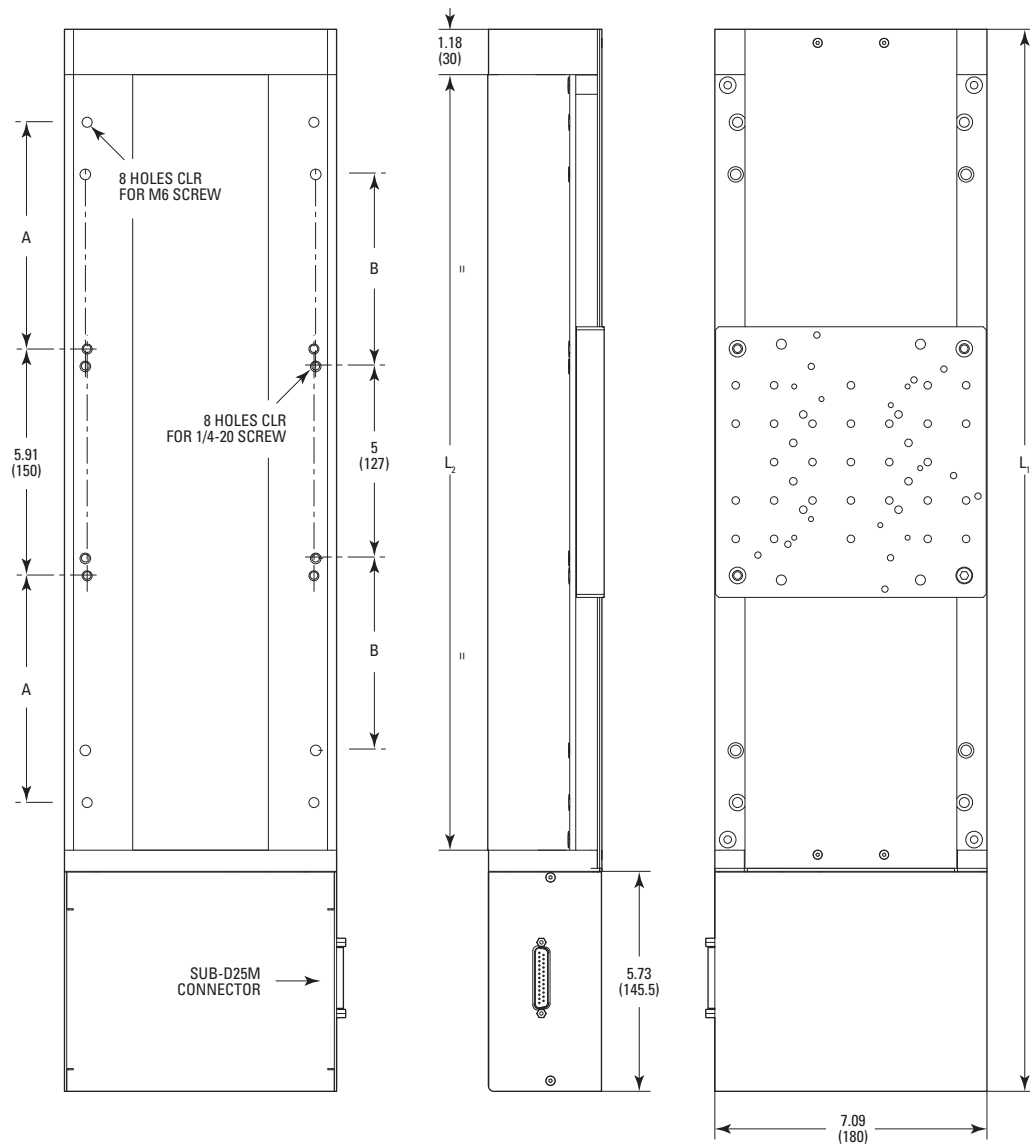 1.18
(30)
8 HOLES CLR
FOR M6 SCREW
A
B
=
8 HOLES CLR
FOR 1/4-20 SCREW
5.91
(150)
5
(127)
L2
L1
B
=
A
SUB-D25M
CONNECTOR
5.73
(145.5)
7.09
(180)